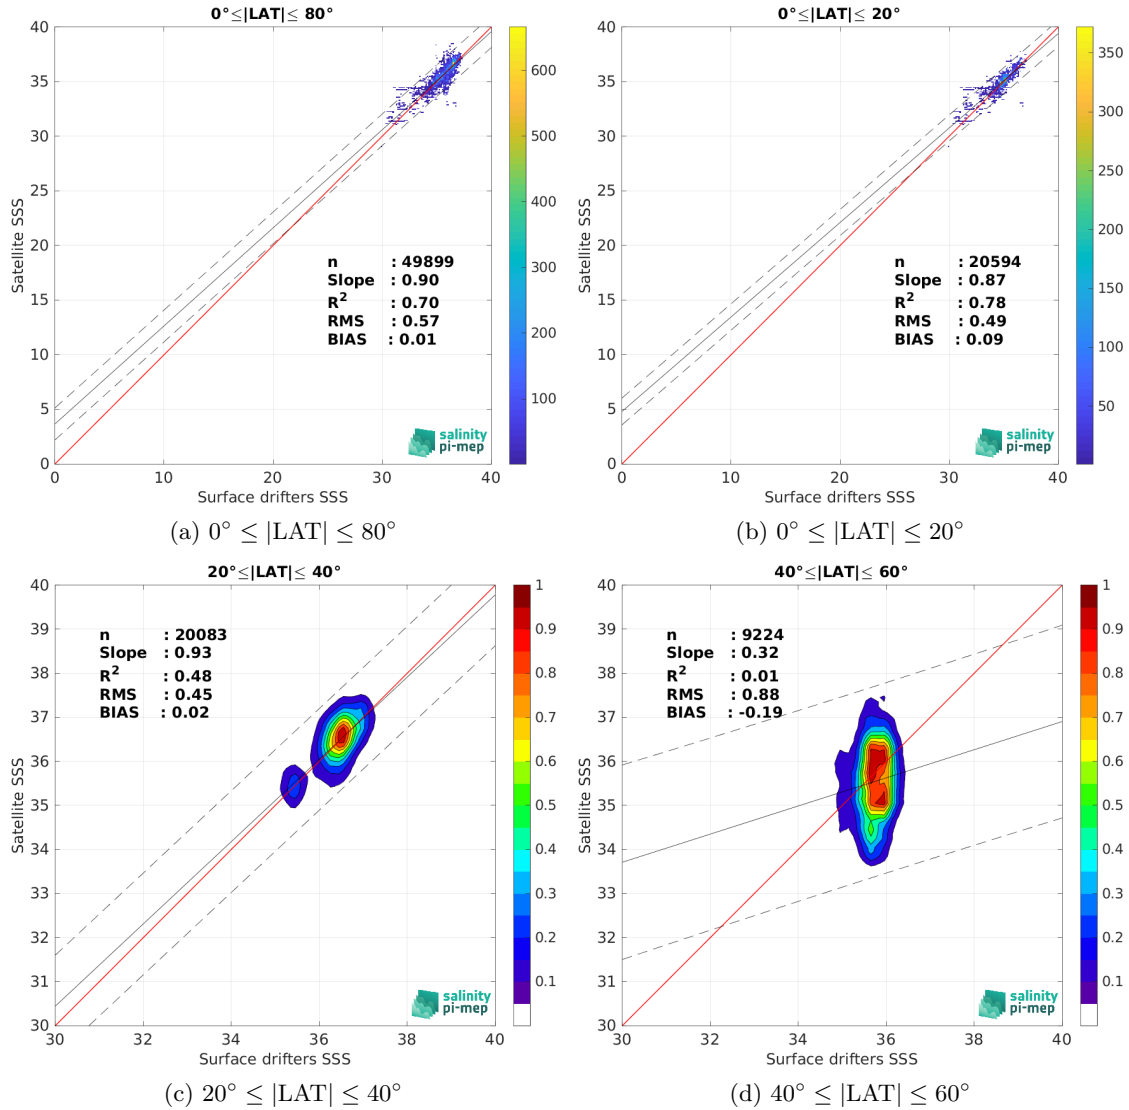 0°≤|LAT|≤ 80°
40
35
30
25
20
15
10
5
0
Satellite SSS
n : 49899
Slope : 0.90
R² : 0.70
RMS : 0.57
BIAS : 0.01
salinity
pi-mep
0 10 20 30 40
Surface drifters SSS
600
500
400
300
200
100
(a) 0° ≤ |LAT| ≤ 80°
0°≤|LAT|≤ 20°
40
35
30
25
20
15
10
5
0
Satellite SSS
n : 20594
Slope : 0.87
R² : 0.78
RMS : 0.49
BIAS : 0.09
salinity
pi-mep
0 10 20 30 40
Surface drifters SSS
350
300
250
200
150
100
50
(b) 0° ≤ |LAT| ≤ 20°
20°≤|LAT|≤ 40°
40
39
38
37
36
35
34
33
32
31
30
Satellite SSS
n : 20083
Slope : 0.93
R² : 0.48
RMS : 0.45
BIAS : 0.02
salinity
pi-mep
30 32 34 36 38 40
Surface drifters SSS
1
0.9
0.8
0.7
0.6
0.5
0.4
0.3
0.2
0.1
(c) 20° ≤ |LAT| ≤ 40°
40°≤|LAT|≤ 60°
40
39
38
37
36
35
34
33
32
31
30
Satellite SSS
n : 9224
Slope : 0.32
R² : 0.01
RMS : 0.88
BIAS : -0.19
salinity
pi-mep
30 32 34 36 38 40
Surface drifters SSS
1
0.9
0.8
0.7
0.6
0.5
0.4
0.3
0.2
0.1
(d) 40° ≤ |LAT| ≤ 60°